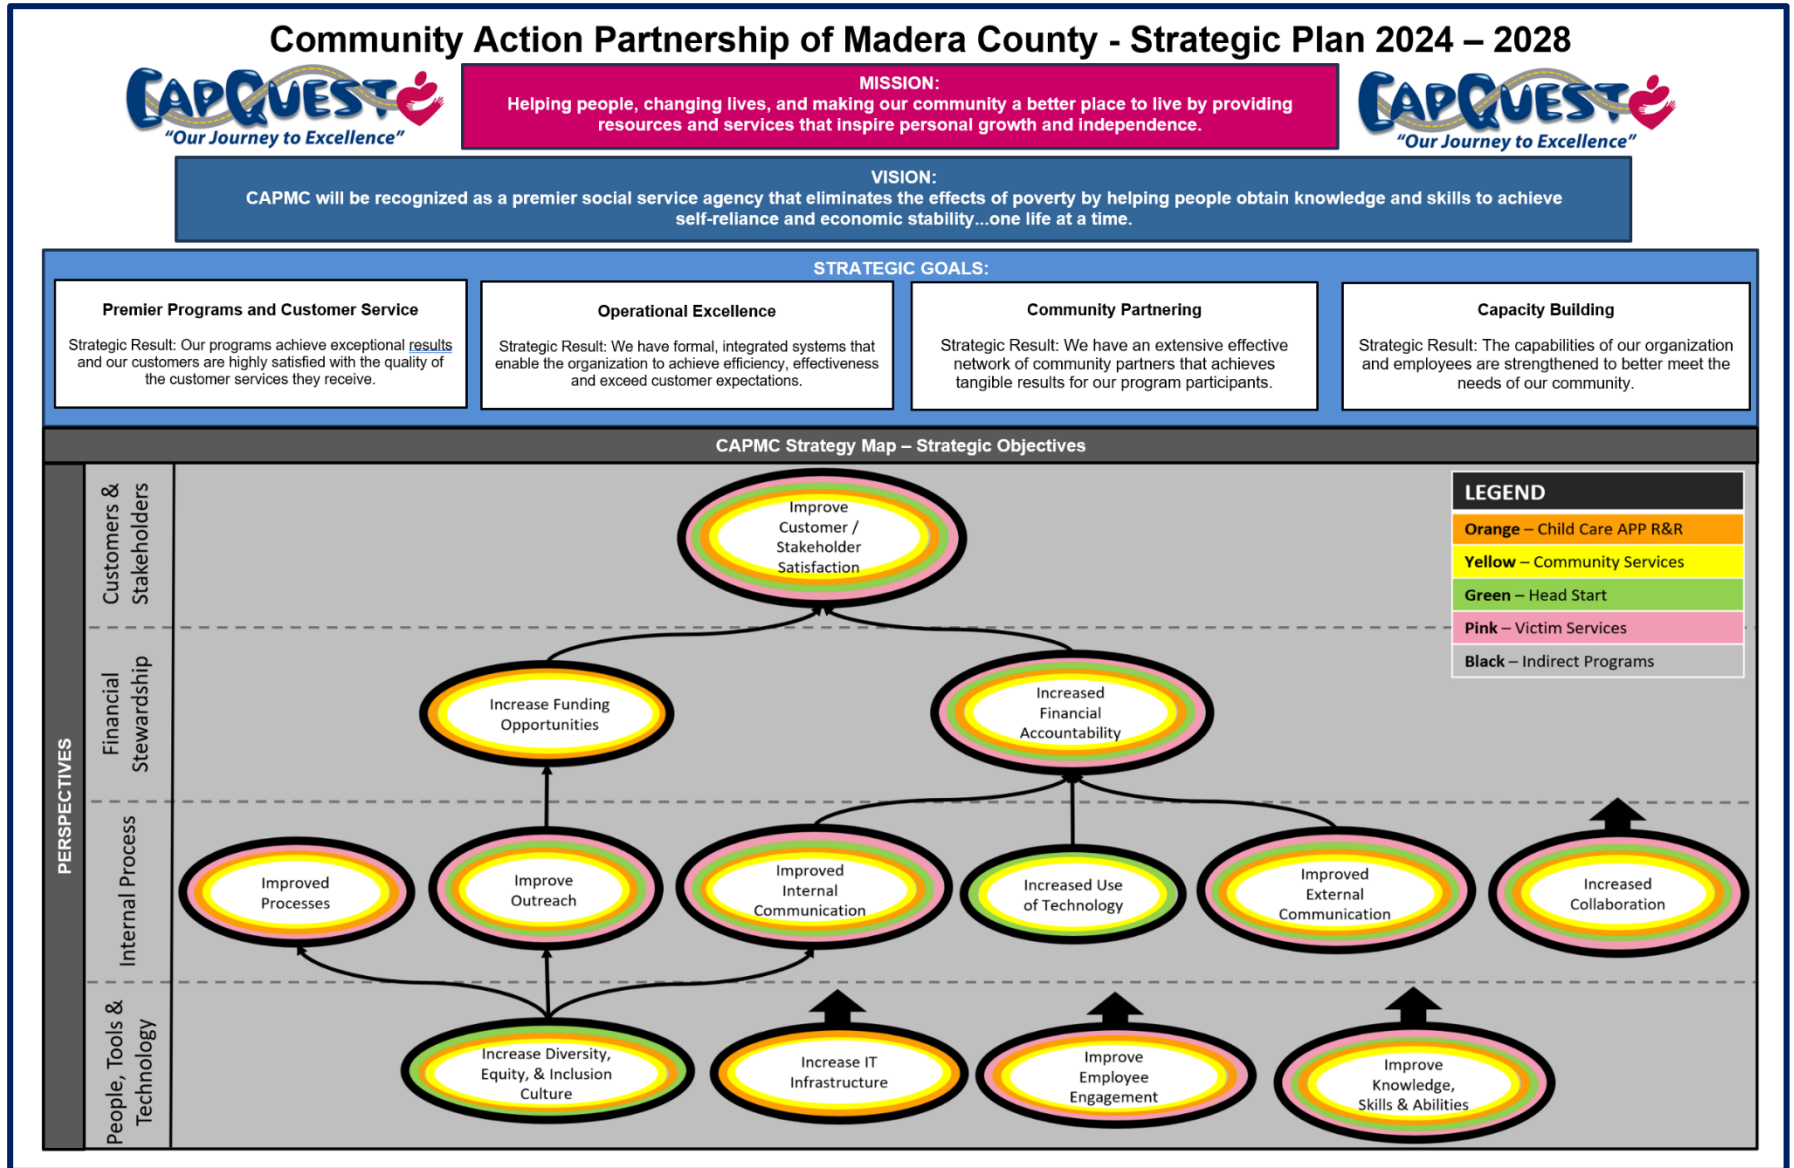 Community Action Partnership of Madera County - Strategic Plan 2024 – 2028
CAPQUEST
“Our Journey to Excellence”
MISSION:
Helping people, changing lives, and making our community a better place to live by providing
resources and services that inspire personal growth and independence.
CAPQUEST
“Our Journey to Excellence”
VISION:
CAPMC will be recognized as a premier social service agency that eliminates the effects of poverty by helping people obtain knowledge and skills to achieve
self-reliance and economic stability...one life at a time.
STRATEGIC GOALS:
Premier Programs and Customer Service
Strategic Result: Our programs achieve exceptional results
and our customers are highly satisfied with the quality of
the customer services they receive.
Operational Excellence
Strategic Result: We have formal, integrated systems that
enable the organization to achieve efficiency, effectiveness
and exceed customer expectations.
Community Partnering
Strategic Result: We have an extensive effective
network of community partners that achieves
tangible results for our program participants.
Capacity Building
Strategic Result: The capabilities of our organization
and employees are strengthened to better meet the
needs of our community.
CAPMC Strategy Map – Strategic Objectives
PERSPECTIVES
Customers &
Stakeholders
Improve
Customer /
Stakeholder
Satisfaction
LEGEND
Orange – Child Care APP R&R
Yellow – Community Services
Green – Head Start
Pink – Victim Services
Black – Indirect Programs
Financial
Stewardship
Increase Funding
Opportunities
Increased
Financial
Accountability
Internal Process
Improved
Processes
Improve
Outreach
Improved
Internal
Communication
Increased Use
of Technology
Improved
External
Communication
Increased
Collaboration
People, Tools &
Technology
Increase Diversity,
Equity, & Inclusion
Culture
Increase IT
Infrastructure
Improve
Employee
Engagement
Improve
Knowledge,
Skills & Abilities